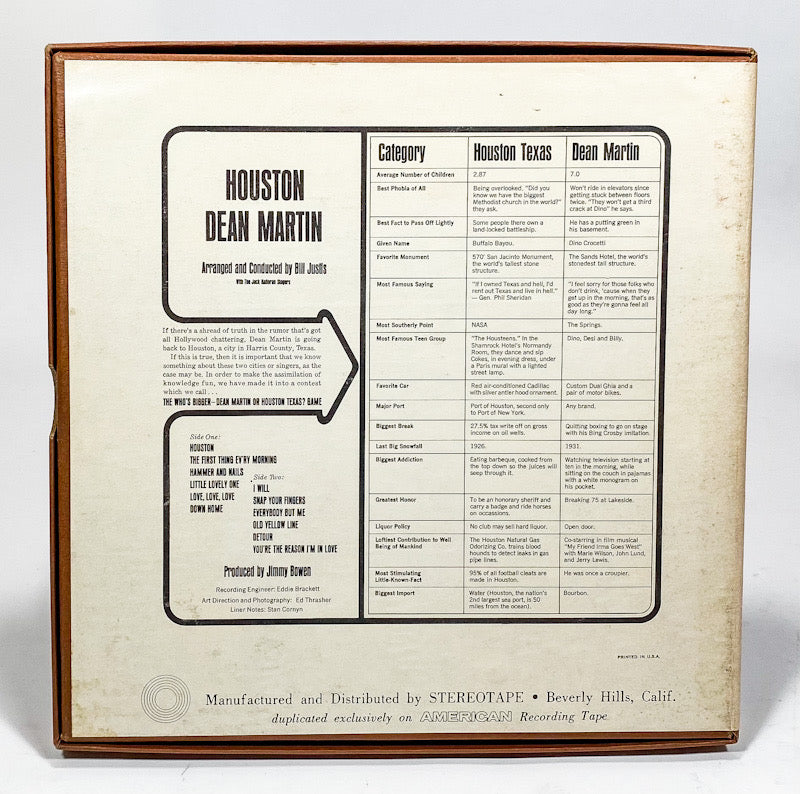 HOUSTON
DEAN MARTIN
Arranged and Conducted by Bill Justis
With The Jack Halloran Singers
If there's a shread of truth in the rumor that's got
all Hollywood chattering, Dean Martin is going
back to Houston, a city in Harris County, Texas.
If this is true, then it is important that we know
something about these two cities or singers, as the
case may be. In order to make the assimilation of
knowledge fun, we have made it into a contest
which we call . . .
THE WHO'S BIGGER—DEAN MARTIN OR HOUSTON TEXAS? GAME
Side One:
HOUSTON
THE FIRST THING EV'RY MORNING
HAMMER AND NAILS
LITTLE LOVELY ONE
LOVE, LOVE, LOVE
DOWN HOME
Side Two:
I WILL
SNAP YOUR FINGERS
EVERYBODY BUT ME
OLD YELLOW LINE
DETOUR
YOU'RE THE REASON I'M IN LOVE
Produced by Jimmy Bowen
Recording Engineer: Eddie Brackett
Art Direction and Photography: Ed Thrasher
Liner Notes: Stan Cornyn
Category Houston Texas Dean Martin
Average Number of Children 2.87 7.0
Best Phobia of All
Being overlooked. "Did you
know we have the biggest
Methodist church in the world?"
they ask.
Won't ride in elevators since
getting stuck between floors
twice. "They won't get a third
crack at Dino" he says.
Best Fact to Pass Off Lightly
Some people there own a
land-locked battleship.
He has a putting green in
his basement.
Given Name Buffalo Bayou. Dino Crocetti
Favorite Monument
570' San Jacinto Monument,
the world's tallest stone
structure.
The Sands Hotel, the world's
stonedest tall structure.
Most Famous Saying
"If I owned Texas and hell, I'd
rent out Texas and live in hell."
— Gen. Phil Sheridan
"I feel sorry for those folks who
don't drink, 'cause when they
get up in the morning, that's as
good as they're gonna feel all
day long."
Most Southerly Point NASA The Springs.
Most Famous Teen Group
"The Housteens." In the
Shamrock Hotel's Normandy
Room, they dance and sip
Cokes, in evening dress, under
a Paris mural with a lighted
street lamp.
Dino, Desi and Billy.
Favorite Car
Red air-conditioned Cadillac
with silver antler hood ornament.
Custom Dual Ghia and a
pair of motor bikes.
Major Port
Port of Houston, second only
to Port of New York.
Any brand.
Biggest Break
27.5% tax write off on gross
income on oil wells.
Quitting boxing to go on stage
with his Bing Crosby imitation.
Last Big Snowfall 1926. 1931.
Biggest Addiction
Eating barbeque, cooked from
the top down so the juices will
seep through it.
Watching television starting at
ten in the morning, while
sitting on the couch in pajamas
with a white monogram on
his pocket.
Greatest Honor
To be an honorary sheriff and
carry a badge and ride horses
on occassions.
Breaking 75 at Lakeside.
Liquor Policy No club may sell hard liquor. Open door.
Loftiest Contribution to Well
Being of Mankind
The Houston Natural Gas
Odorizing Co. trains blood
hounds to detect leaks in gas
pipe lines.
Co-starring in film musical
"My Friend Irma Goes West"
with Marie Wilson, John Lund,
and Jerry Lewis.
Most Stimulating
Little-Known-Fact
95% of all football cleats are
made in Houston.
He was once a croupier.
Biggest Import
Water (Houston, the nation's
2nd largest sea port, is 50
miles from the ocean).
Bourbon.
PRINTED IN U.S.A.
Manufactured and Distributed by STEREOTAPE • Beverly Hills, Calif.
duplicated exclusively on AMERICAN Recording Tape